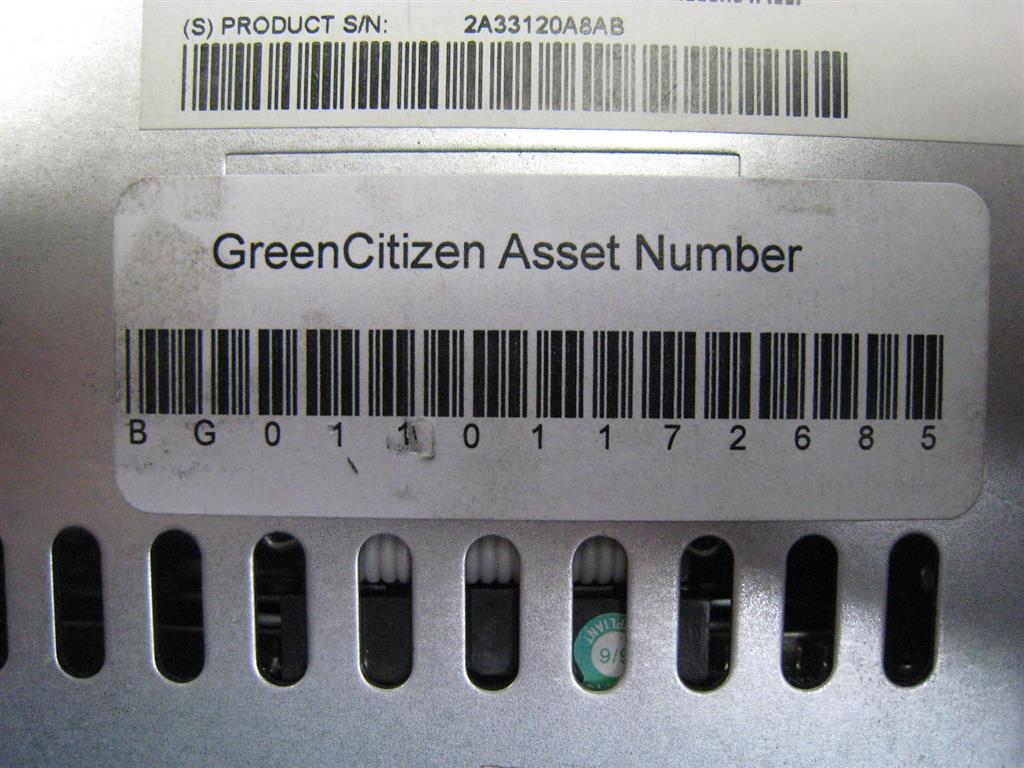 (S) PRODUCT S/N: 2A33120A8AB
GreenCitizen Asset Number
B G 0 1 1 0 1 1 7 2 6 8 5